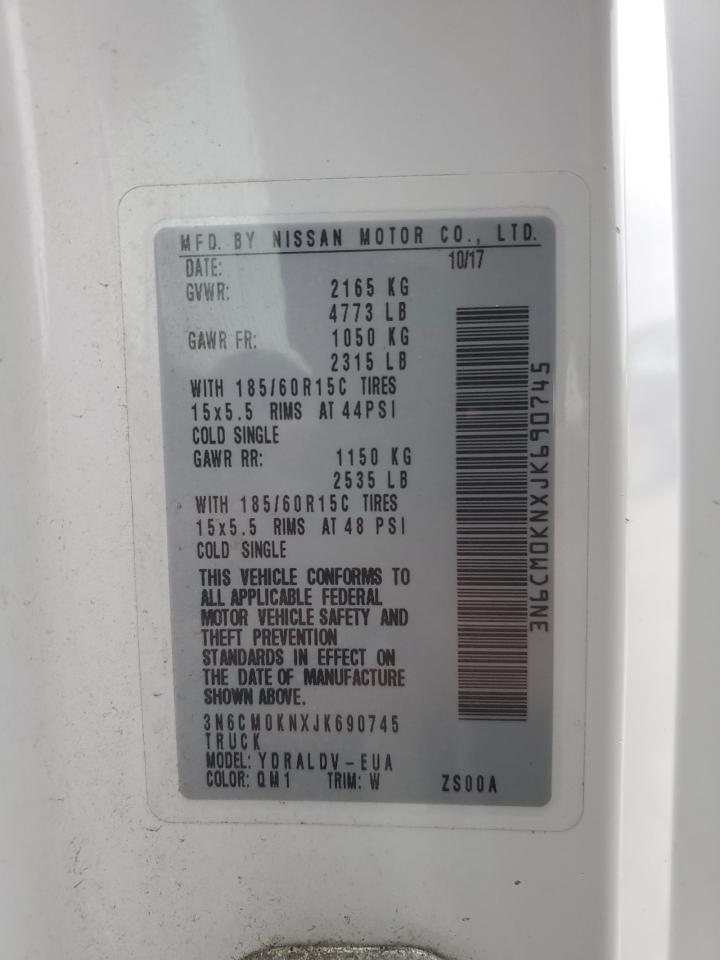 MFD. BY NISSAN MOTOR CO., LTD.
DATE: 10/17
GVWR: 2165 KG
4773 LB
GAWR FR: 1050 KG
2315 LB
WITH 185/60R15C TIRES
15x5.5 RIMS AT 44PSI
COLD SINGLE
GAWR RR: 1150 KG
2535 LB
WITH 185/60R15C TIRES
15x5.5 RIMS AT 48 PSI
COLD SINGLE
THIS VEHICLE CONFORMS TO
ALL APPLICABLE FEDERAL
MOTOR VEHICLE SAFETY AND
THEFT PREVENTION
STANDARDS IN EFFECT ON
THE DATE OF MANUFACTURE
SHOWN ABOVE.
3N6CM0KNXJK690745
TRUCK
MODEL: YDRALDV-EUA
COLOR: QM1 TRIM: W ZS00A
3N6CM0KNXJK690745